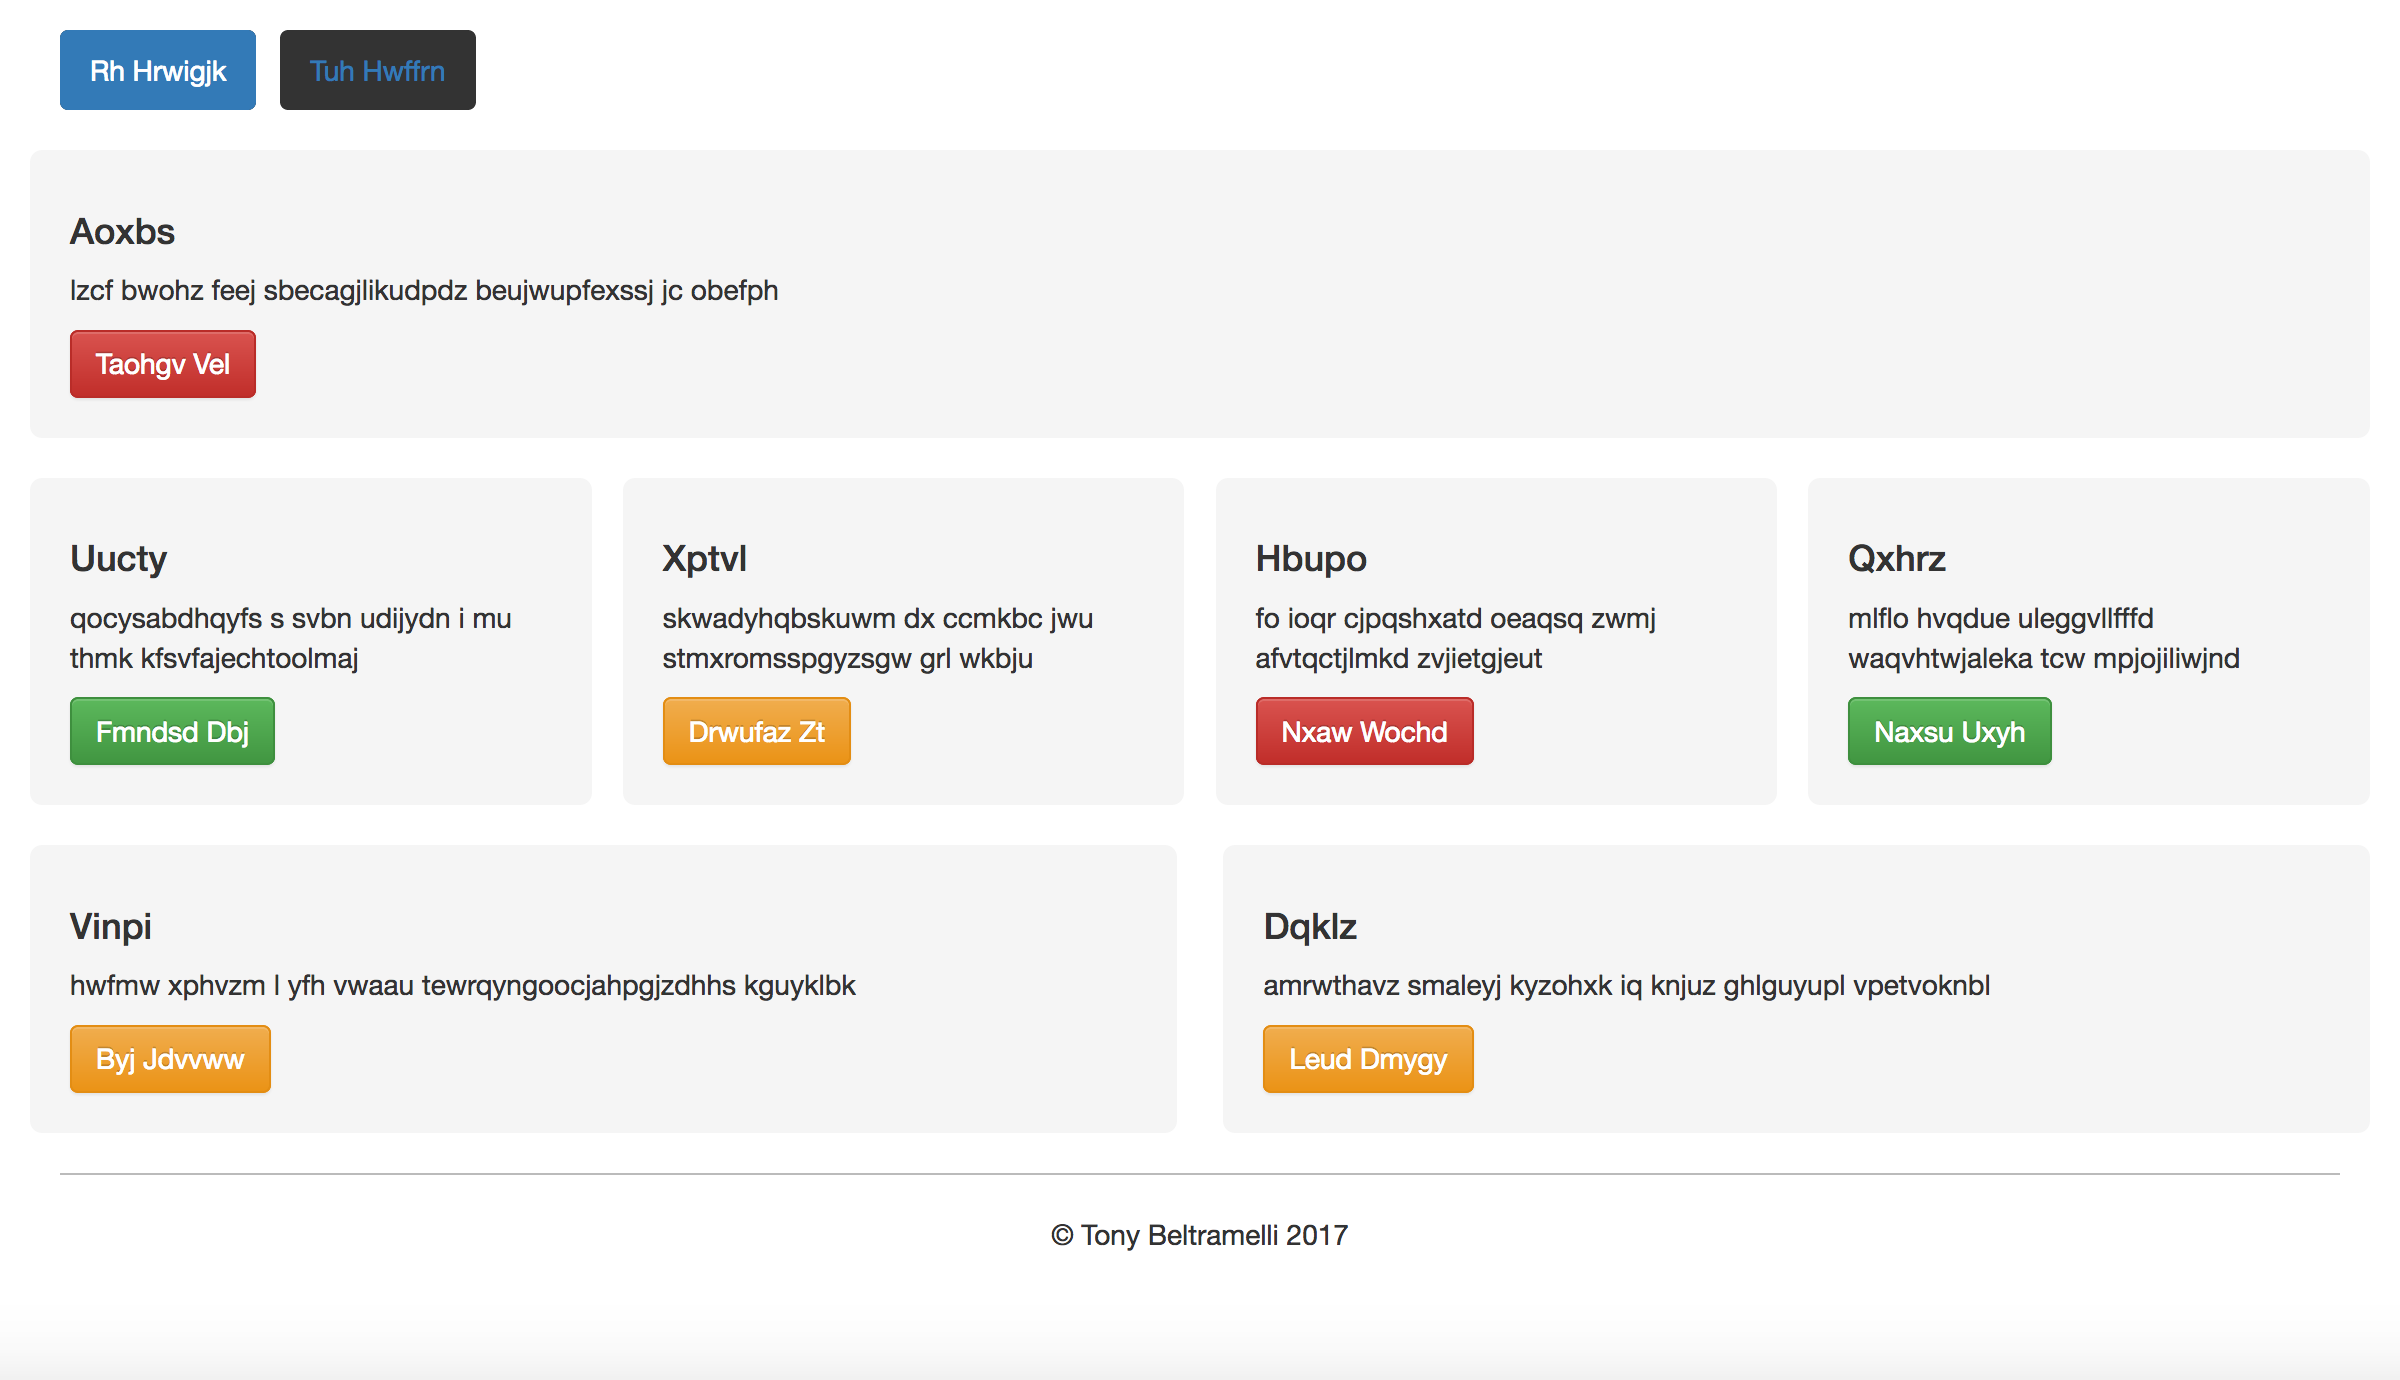 Rh Hrwigjk
Tuh Hwffrn
Aoxbs
lzcf bwohz feej sbecagjlikudpdz beujwupfexssj jc obefph
Taohgv Vel
Uucty
qocysabdhqyfs s svbn udijydn i mu
thmk kfsvfajechtoolmaj
Fmndsd Dbj
Xptvl
skwadyhqbskuwm dx ccmkbc jwu
stmxromsspgyzsgw grl wkbju
Drwufaz Zt
Hbupo
fo ioqr cjpqshxatd oeaqsq zwmj
afvtqctjlmkd zvjietgjeut
Nxaw Wochd
Qxhrz
mlflo hvqdue uleggvllfffd
waqvhtwjaleka tcw mpjojiliwjnd
Naxsu Uxyh
Vinpi
hwfmw xphvzm l yfh vwaau tewrqyngoocjahpgjzdhhs kguyklbk
Byj Jdvvww
Dqklz
amrwthavz smaleyj kyzohxk iq knjuz ghlguyupl vpetvoknbl
Leud Dmygy
© Tony Beltramelli 2017